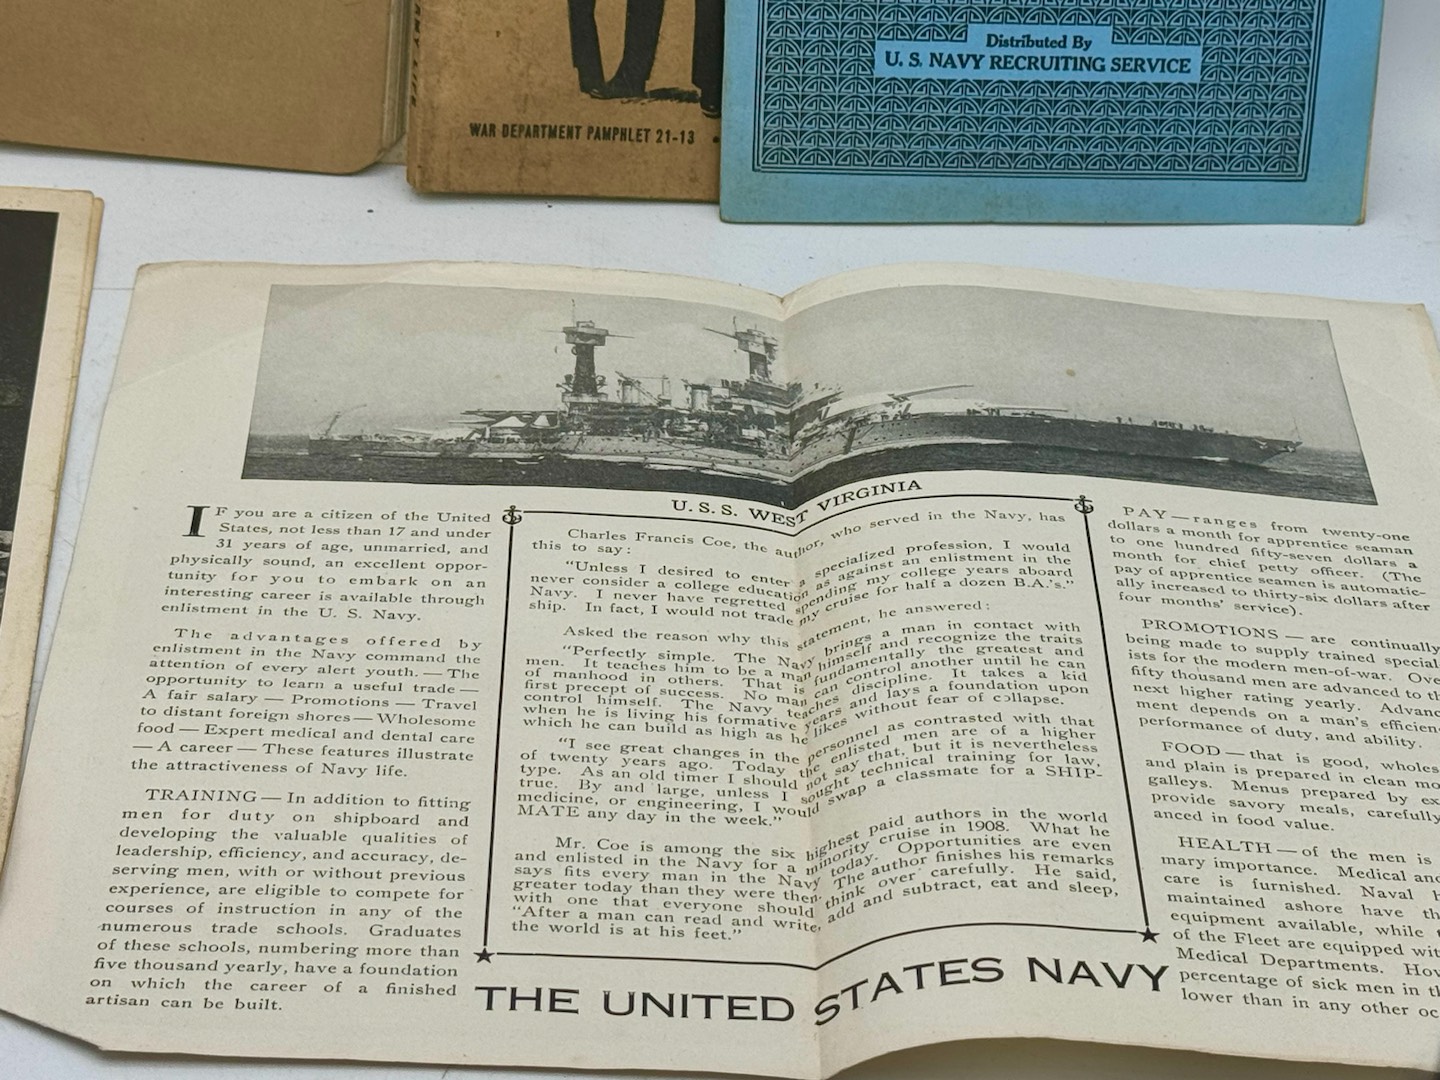 Distributed By
U. S. NAVY RECRUITING SERVICE
WAR DEPARTMENT PAMPHLET 21-13
U.S.S. WEST VIRGINIA
IF you are a citizen of the United
States, not less than 17 and under
31 years of age, unmarried, and
physically sound, an excellent oppor-
tunity for you to embark on an
interesting career is available through
enlistment in the U. S. Navy.
The advantages offered by
enlistment in the Navy command the
attention of every alert youth. — The
opportunity to learn a useful trade —
A fair salary — Promotions — Travel
to distant foreign shores — Wholesome
food — Expert medical and dental care
— A career — These features illustrate
the attractiveness of Navy life.
TRAINING — In addition to fitting
men for duty on shipboard and
developing the valuable qualities of
leadership, efficiency, and accuracy, de-
serving men, with or without previous
experience, are eligible to compete for
courses of instruction in any of the
numerous trade schools. Graduates
of these schools, numbering more than
five thousand yearly, have a foundation
on which the career of a finished
artisan can be built.
Charles Francis Coe, the author, who served in the Navy, has
this to say:
"Unless I desired to enter a specialized profession, I would
never consider a college education as against an enlistment in the
Navy. I never have regretted spending my college years aboard
ship. In fact, I would not trade my cruise for half a dozen B.A.'s."
Asked the reason why this statement, he answered:
"Perfectly simple. The Navy brings a man in contact with
men. It teaches him to be a man himself and recognize the traits
of manhood in others. That is fundamentally the greatest and
first precept of success. No man can control another until he can
control himself. The Navy teaches discipline. It takes a kid
when he is living his formative years and lays a foundation upon
which he can build as high as he likes without fear of collapse.
"I see great changes in the personnel as contrasted with that
of twenty years ago. Today the enlisted men are of a higher
type. As an old timer I should not say that, but it is nevertheless
true. By and large, unless I sought technical training for law,
medicine, or engineering, I would swap a classmate for a SHIP-
MATE any day in the week."
Mr. Coe is among the six highest paid authors in the world
and enlisted in the Navy for a minority cruise in 1908. What he
says fits every man in the Navy today. Opportunities are even
greater today than they were then. The author finishes his remarks
with one that everyone should think over carefully. He said,
"After a man can read and write, add and subtract, eat and sleep,
the world is at his feet."
PAY — ranges from twenty-one
dollars a month for apprentice seaman
to one hundred fifty-seven dollars a
month for chief petty officer. (The
pay of apprentice seamen is automatic-
ally increased to thirty-six dollars after
four months' service).
PROMOTIONS — are continually
being made to supply trained special-
ists for the modern men-of-war. Ove
fifty thousand men are advanced to th
next higher rating yearly. Advanc
ment depends on a man's efficien
performance of duty, and ability.
FOOD — that is good, wholes
and plain is prepared in clean mo
galleys. Menus prepared by ex
provide savory meals, carefully
anced in food value.
HEALTH — of the men is
mary importance. Medical and
care is furnished. Naval h
maintained ashore have th
equipment available, while
of the Fleet are equipped wit
Medical Departments. How
percentage of sick men in th
lower than in any other oc
THE UNITED STATES NAVY